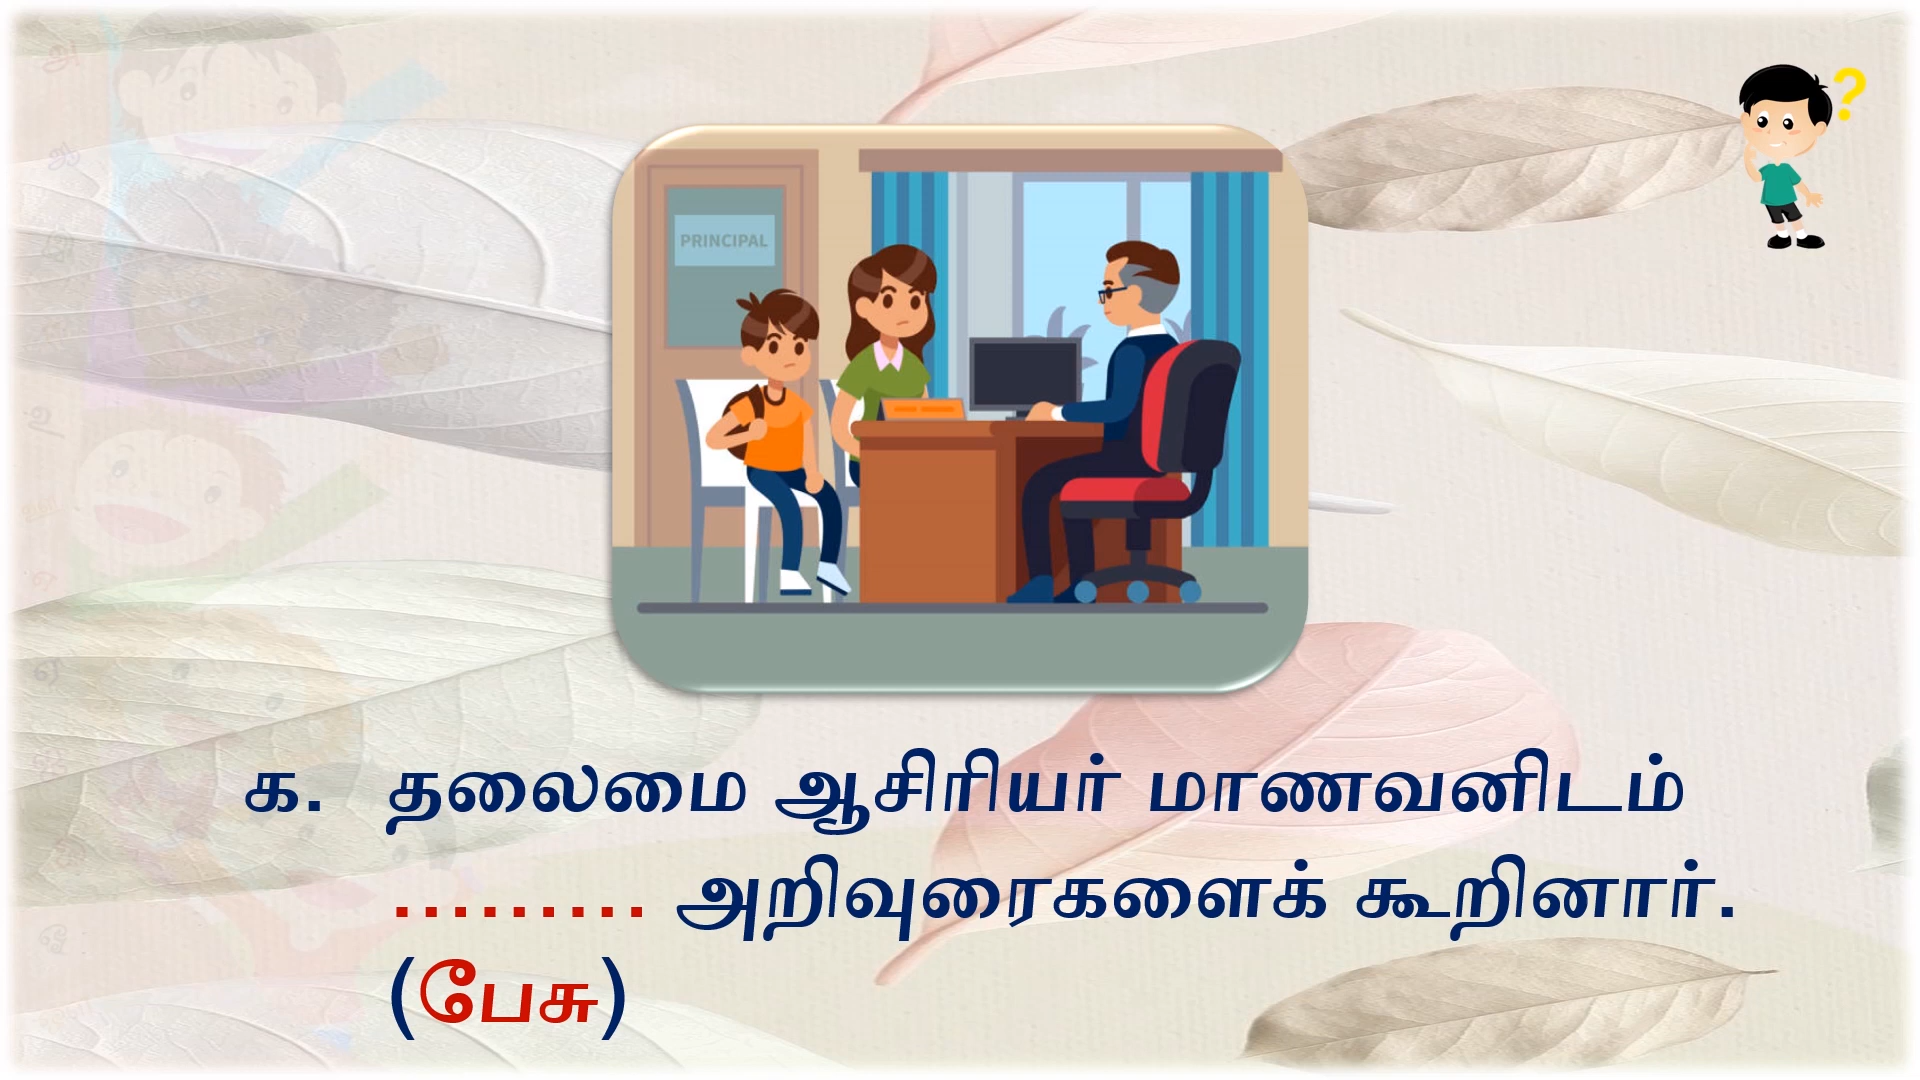 PRINCIPAL
க. தலைமை ஆசிரியர் மாணவனிடம்
......... அறிவுரைகளைக் கூறினார்.
(பேசு)